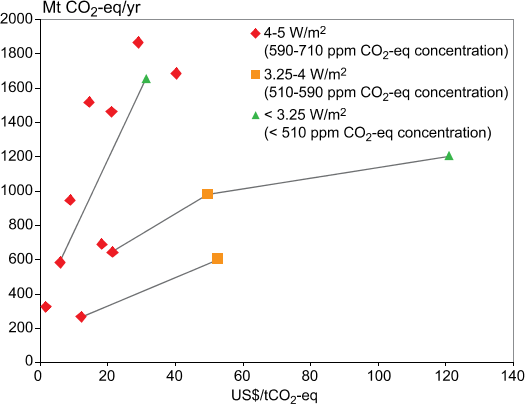 Mt CO₂-eq/yr
2000
1800
1600
1400
1200
1000
800
600
400
200
0
4-5 W/m²
(590-710 ppm CO₂-eq concentration)
3.25-4 W/m²
(510-590 ppm CO₂-eq concentration)
< 3.25 W/m²
(< 510 ppm CO₂-eq concentration)
0 20 40 60 80 100 120 140
US$/tCO₂-eq